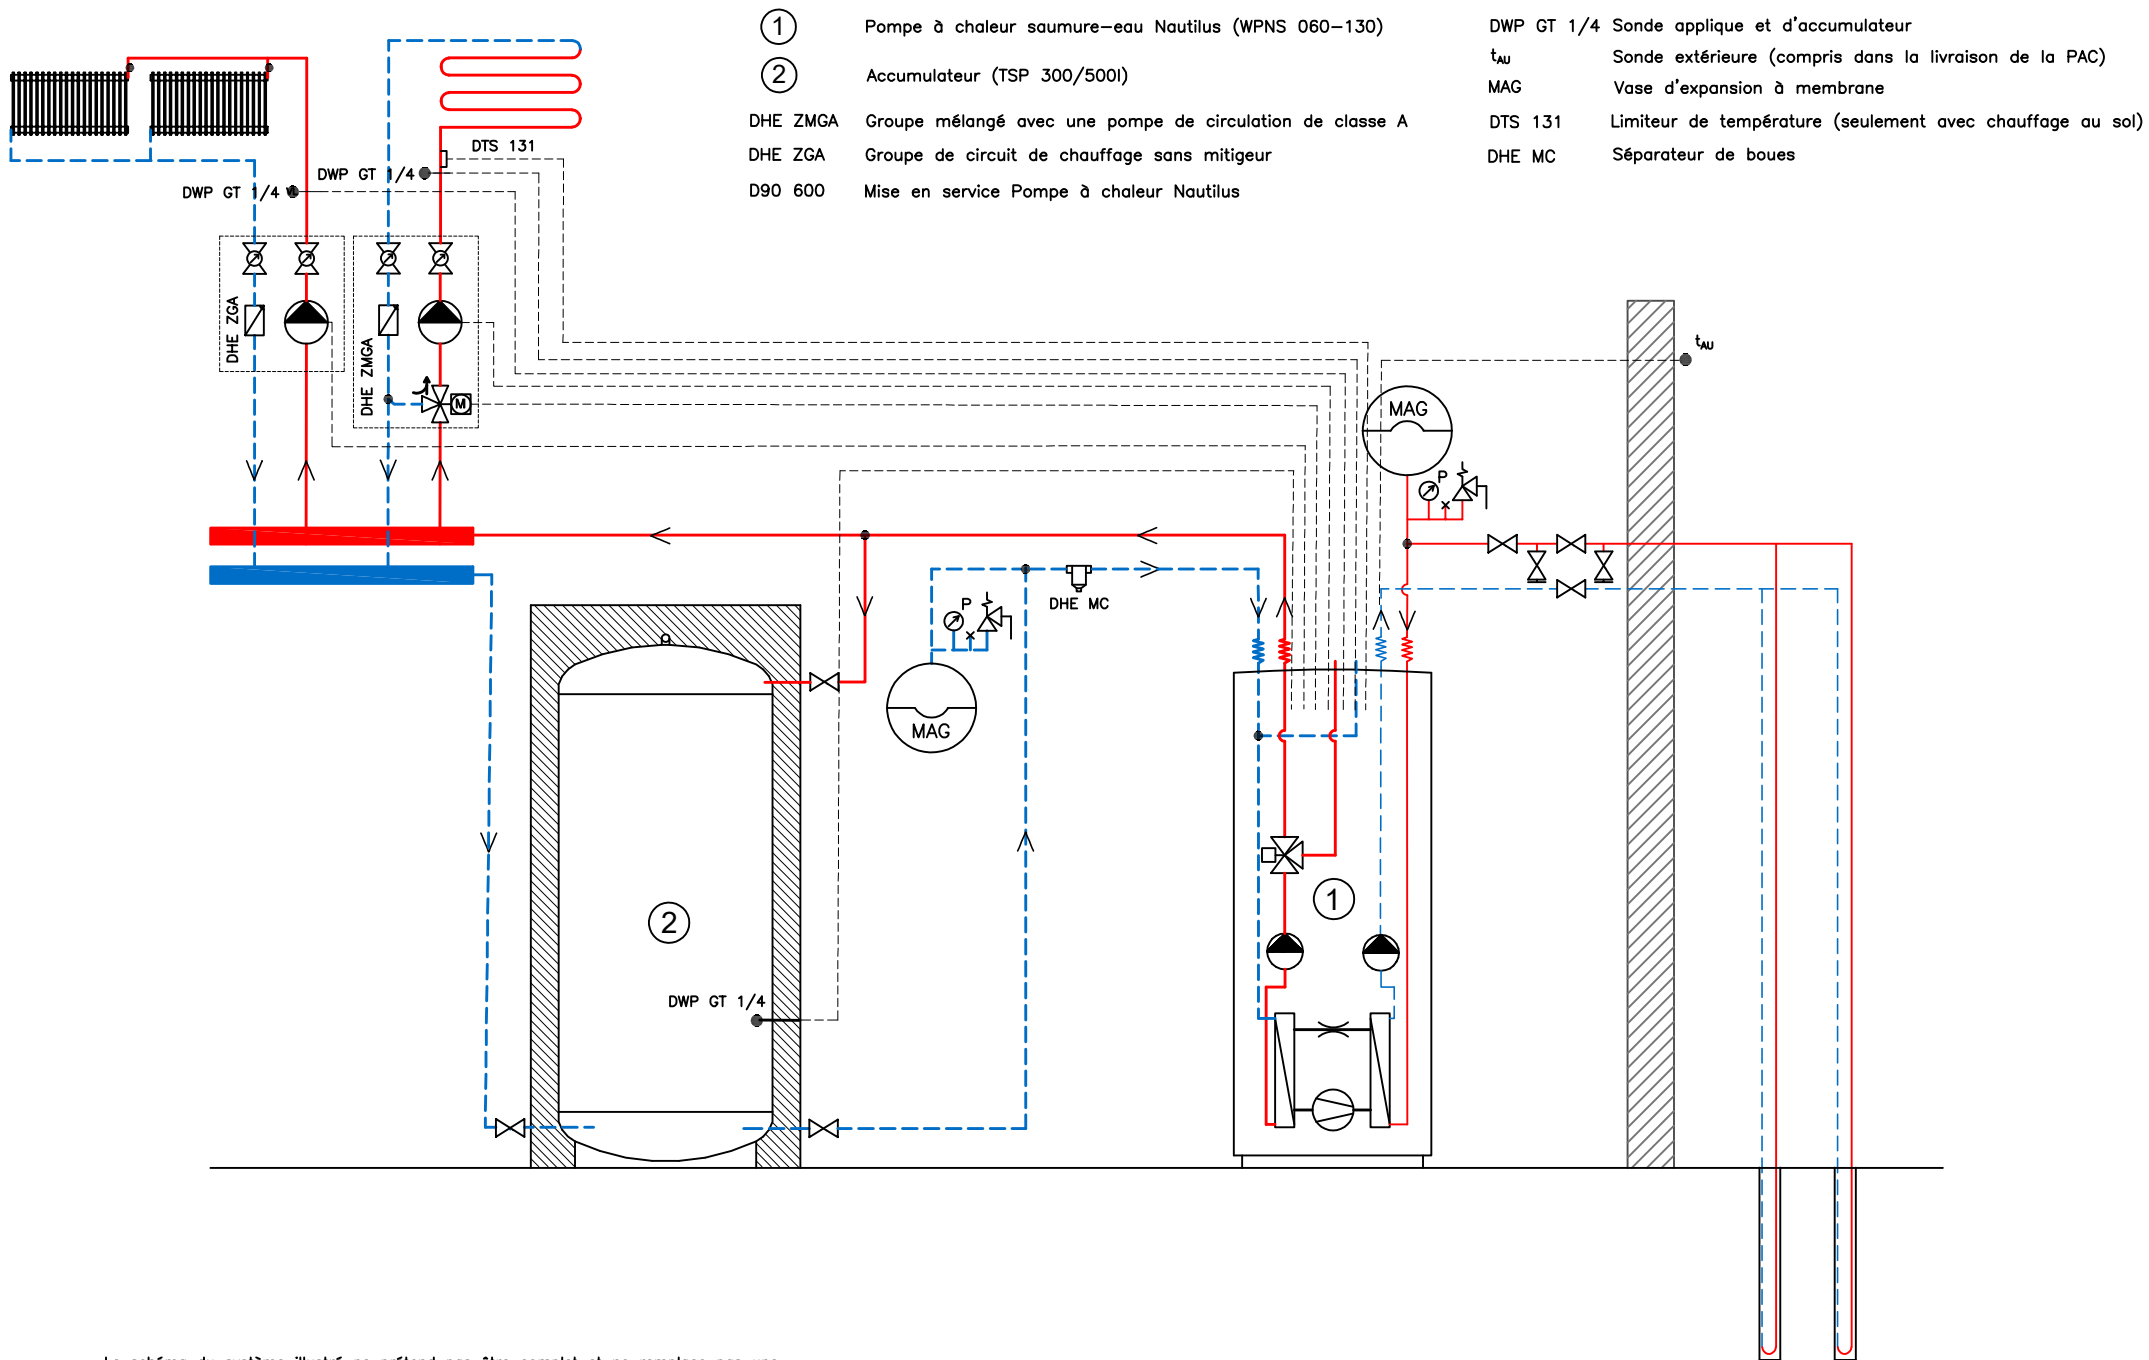 1 Pompe à chaleur saumure-eau Nautilus (WPNS 060-130)
2 Accumulateur (TSP 300/500l)
DHE ZMGA Groupe mélangé avec une pompe de circulation de classe A
DHE ZGA Groupe de circuit de chauffage sans mitigeur
D90 600 Mise en service Pompe à chaleur Nautilus
DWP GT 1/4 Sonde applique et d'accumulateur
tAU Sonde extérieure (compris dans la livraison de la PAC)
MAG Vase d'expansion à membrane
DTS 131 Limiteur de température (seulement avec chauffage au sol)
DHE MC Séparateur de boues
DTS 131
DWP GT 1/4
DWP GT 1/4 VL
DHE ZGA
DHE ZMGA
M
tAU
MAG
P
DHE MC
P
MAG
1
2
DWP GT 1/4